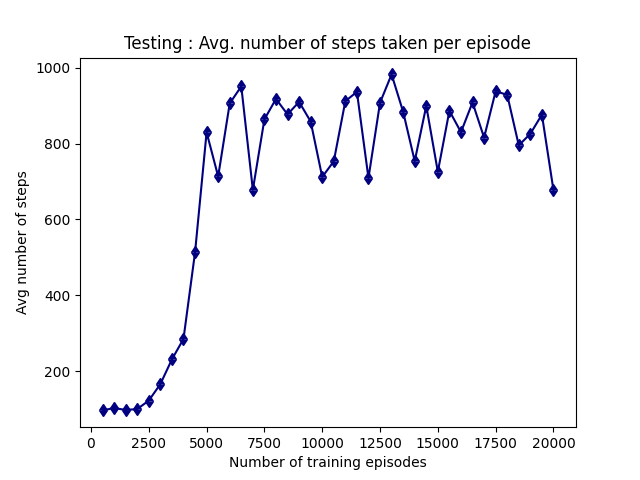 Testing : Avg. number of steps taken per episode
1000
800
600
400
200
Avg number of steps
0 2500 5000 7500 10000 12500 15000 17500 20000
Number of training episodes